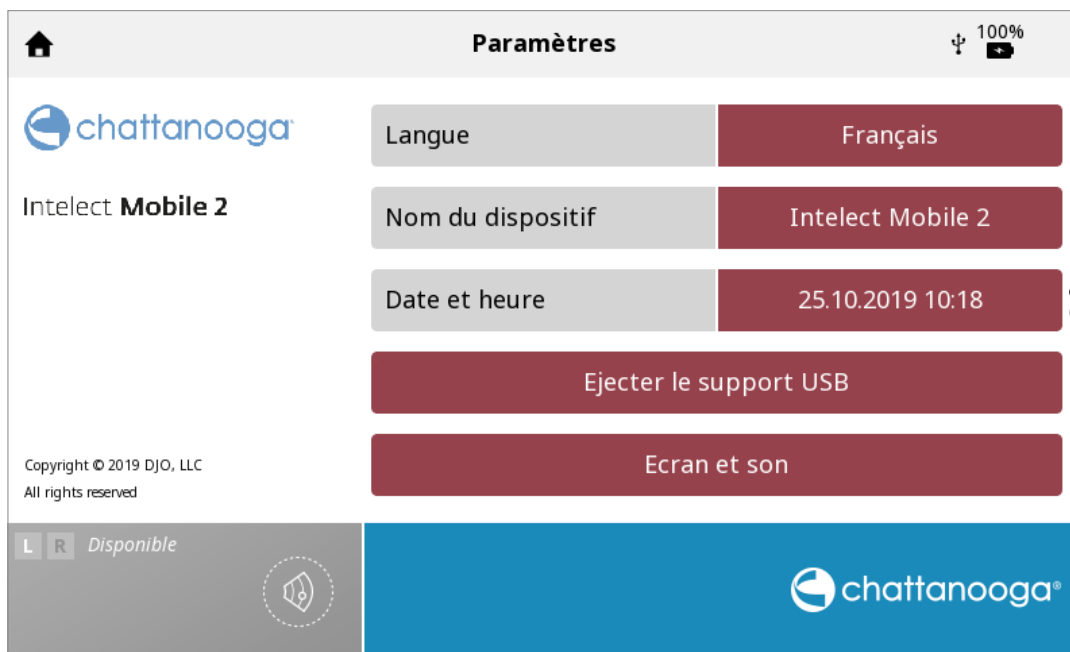 Paramètres
100%
chattanooga
Intelect Mobile 2
Langue
Français
Nom du dispositif
Intelect Mobile 2
Date et heure
25.10.2019 10:18
Ejecter le support USB
Ecran et son
Copyright © 2019 DJO, LLC
All rights reserved
L R Disponible
chattanooga®